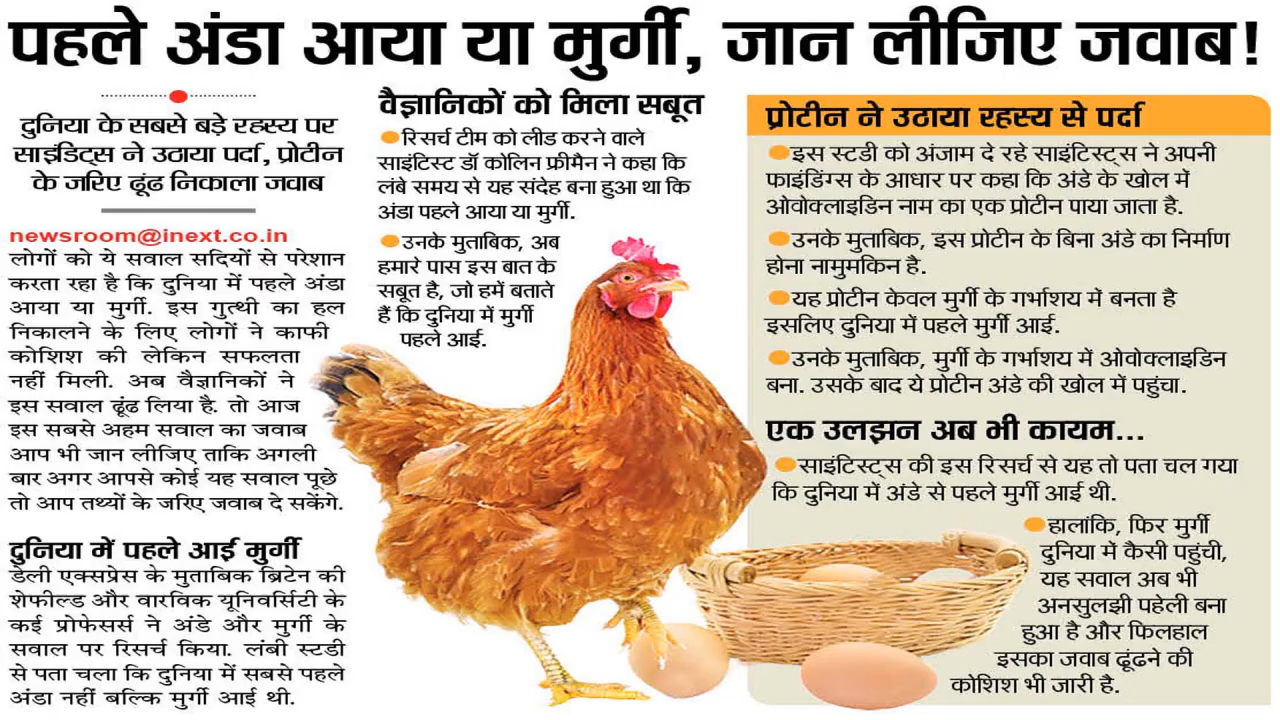 पहले अंडा आया या मुर्गी, जान लीजिए जवाब!
दुनिया के सबसे बड़े रहस्य पर
साइंडिट्स ने उठाया पर्दा, प्रोटीन
के जरिए ढूंढ निकाला जवाब
newsroom@inext.co.in
लोगों को ये सवाल सदियों से परेशान
करता रहा है कि दुनिया में पहले अंडा
आया या मुर्गी. इस गुत्थी का हल
निकालने के लिए लोगों ने काफी
कोशिश की लेकिन सफलता
नहीं मिली. अब वैज्ञानिकों ने
इस सवाल ढूंढ लिया है. तो आज
इस सबसे अहम सवाल का जवाब
आप भी जान लीजिए ताकि अगली
बार अगर आपसे कोई यह सवाल पूछे
तो आप तथ्यों के जरिए जवाब दे सकेंगे.
दुनिया में पहले आई मुर्गी
डेली एक्सप्रेस के मुताबिक ब्रिटेन की
शेफील्ड और वारविक यूनिवर्सिटी के
कई प्रोफेसर्स ने अंडे और मुर्गी के
सवाल पर रिसर्च किया. लंबी स्टडी
से पता चला कि दुनिया में सबसे पहले
अंडा नहीं बल्कि मुर्गी आई थी.
वैज्ञानिकों को मिला सबूत
रिसर्च टीम को लीड करने वाले
साइंटिस्ट डॉ कोलिन फ्रीमैन ने कहा कि
लंबे समय से यह संदेह बना हुआ था कि
अंडा पहले आया या मुर्गी.
उनके मुताबिक, अब
हमारे पास इस बात के
सबूत है, जो हमें बताते
हैं कि दुनिया में मुर्गी
पहले आई.
प्रोटीन ने उठाया रहस्य से पर्दा
इस स्टडी को अंजाम दे रहे साइंटिस्ट्स ने अपनी
फाइंडिंग्स के आधार पर कहा कि अंडे के खोल में
ओवोक्लाइडिन नाम का एक प्रोटीन पाया जाता है.
उनके मुताबिक, इस प्रोटीन के बिना अंडे का निर्माण
होना नामुमकिन है.
यह प्रोटीन केवल मुर्गी के गर्भाशय में बनता है
इसलिए दुनिया में पहले मुर्गी आई.
उनके मुताबिक, मुर्गी के गर्भाशय में ओवोक्लाइडिन
बना. उसके बाद ये प्रोटीन अंडे की खोल में पहुंचा.
एक उलझन अब भी कायम...
साइंटिस्ट्स की इस रिसर्च से यह तो पता चल गया
कि दुनिया में अंडे से पहले मुर्गी आई थी.
हालांकि, फिर मुर्गी
दुनिया में कैसी पहुंची,
यह सवाल अब भी
अनसुलझी पहेली बना
हुआ है और फिलहाल
इसका जवाब ढूंढने की
कोशिश भी जारी है.